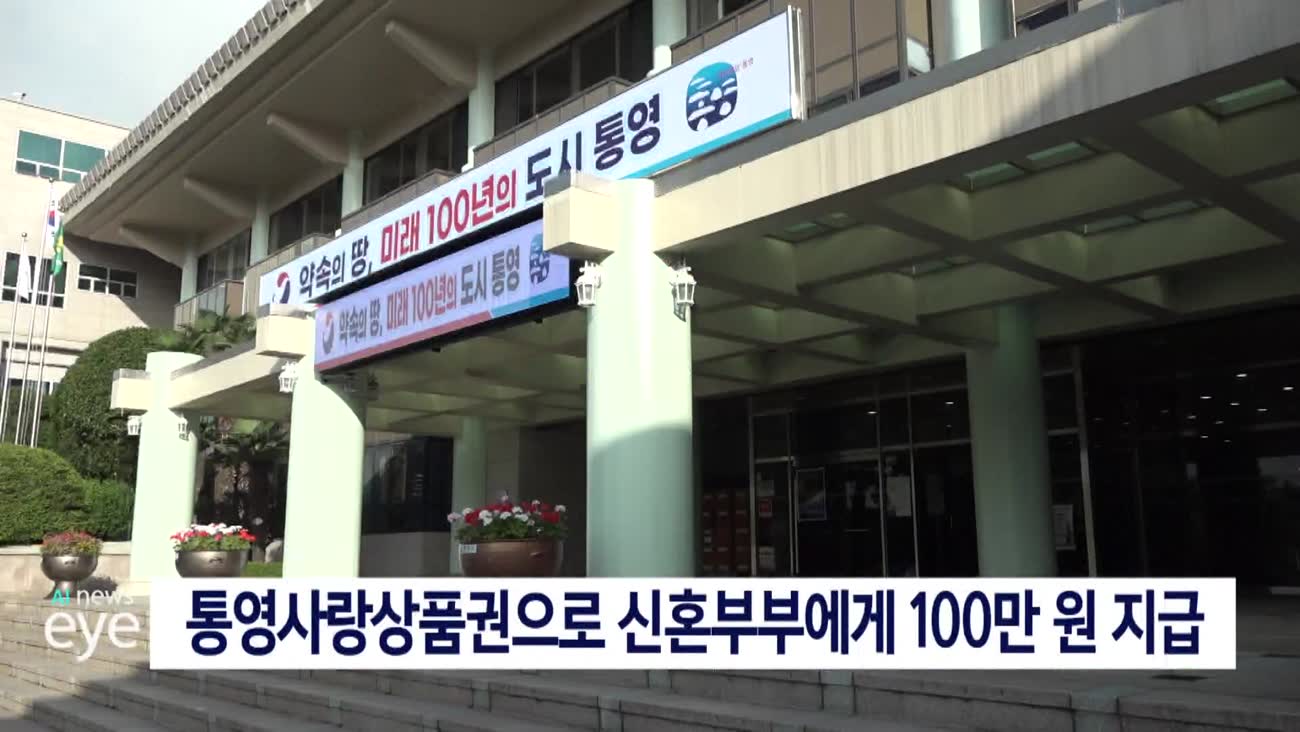 약속의 땅, 미래 100년의 도시 통영
약속의 땅, 미래 100년의 도시 통영
AI news
eye
통영사랑상품권으로 신혼부부에게 100만 원 지급